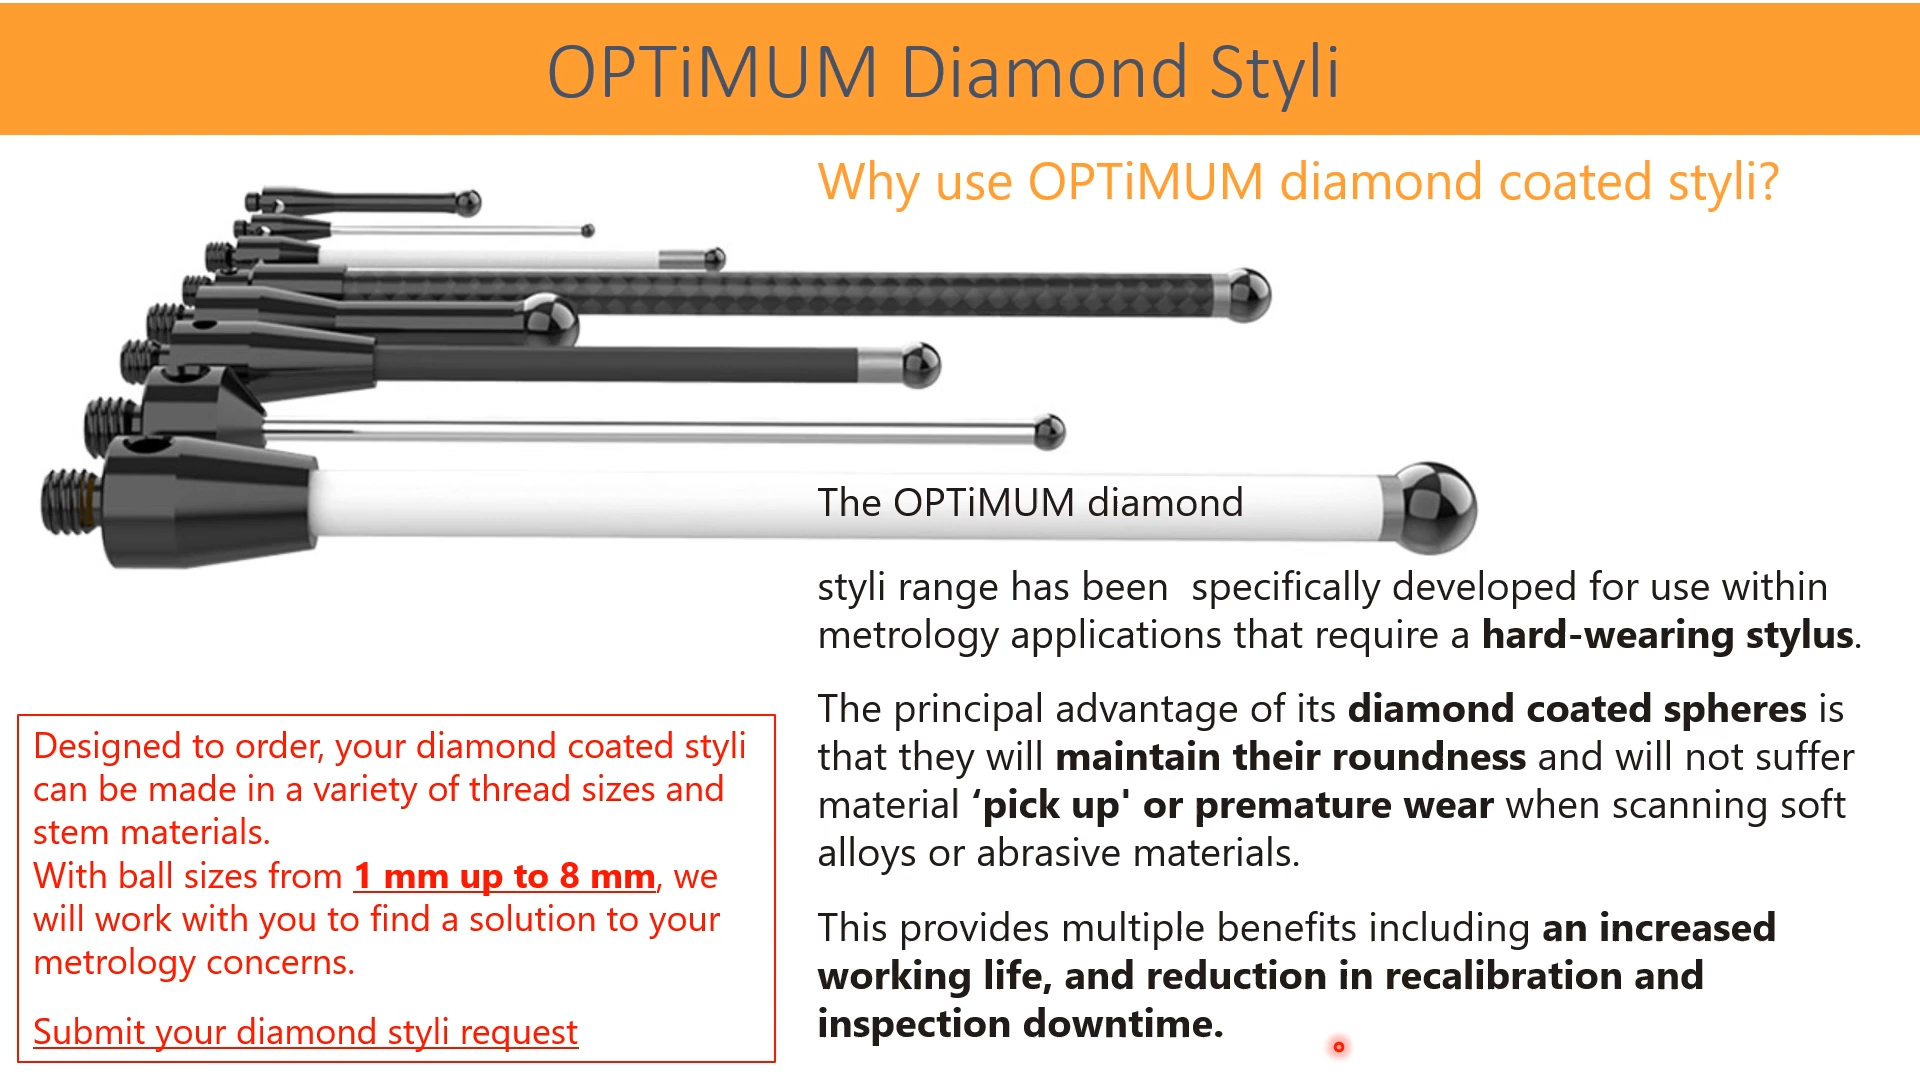 OPTiMUM Diamond Styli
Why use OPTiMUM diamond coated styli?
The OPTiMUM diamond
styli range has been  specifically developed for use within
metrology applications that require a hard-wearing stylus.
The principal advantage of its diamond coated spheres is
that they will maintain their roundness and will not suffer
material ‘pick up' or premature wear when scanning soft
alloys or abrasive materials.
This provides multiple benefits including an increased
working life, and reduction in recalibration and
inspection downtime.
Designed to order, your diamond coated styli
can be made in a variety of thread sizes and
stem materials.
With ball sizes from 1 mm up to 8 mm, we
will work with you to find a solution to your
metrology concerns.
Submit your diamond styli request